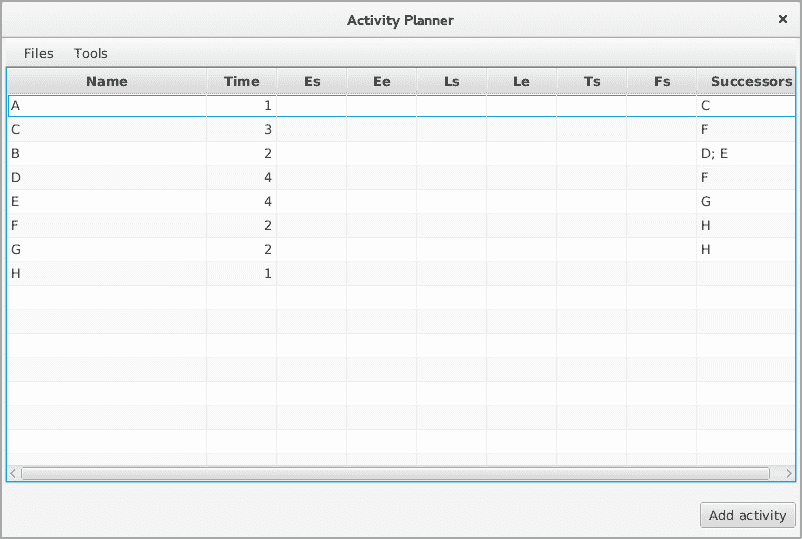 Activity Planner ×
Files Tools
Name Time Es Ee Ls Le Ts Fs Successors
A 1 C
C 3 F
B 2 D; E
D 4 F
E 4 G
F 2 H
G 2 H
H 1
Add activity